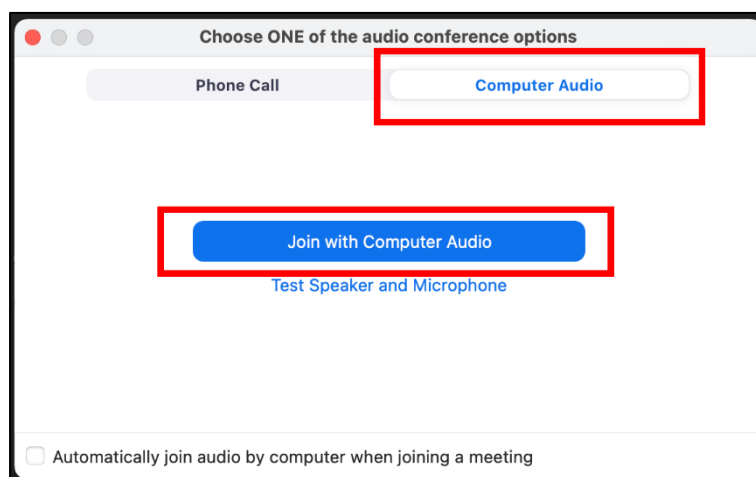 Choose ONE of the audio conference options
Phone Call
Computer Audio
Join with Computer Audio
Test Speaker and Microphone
Automatically join audio by computer when joining a meeting